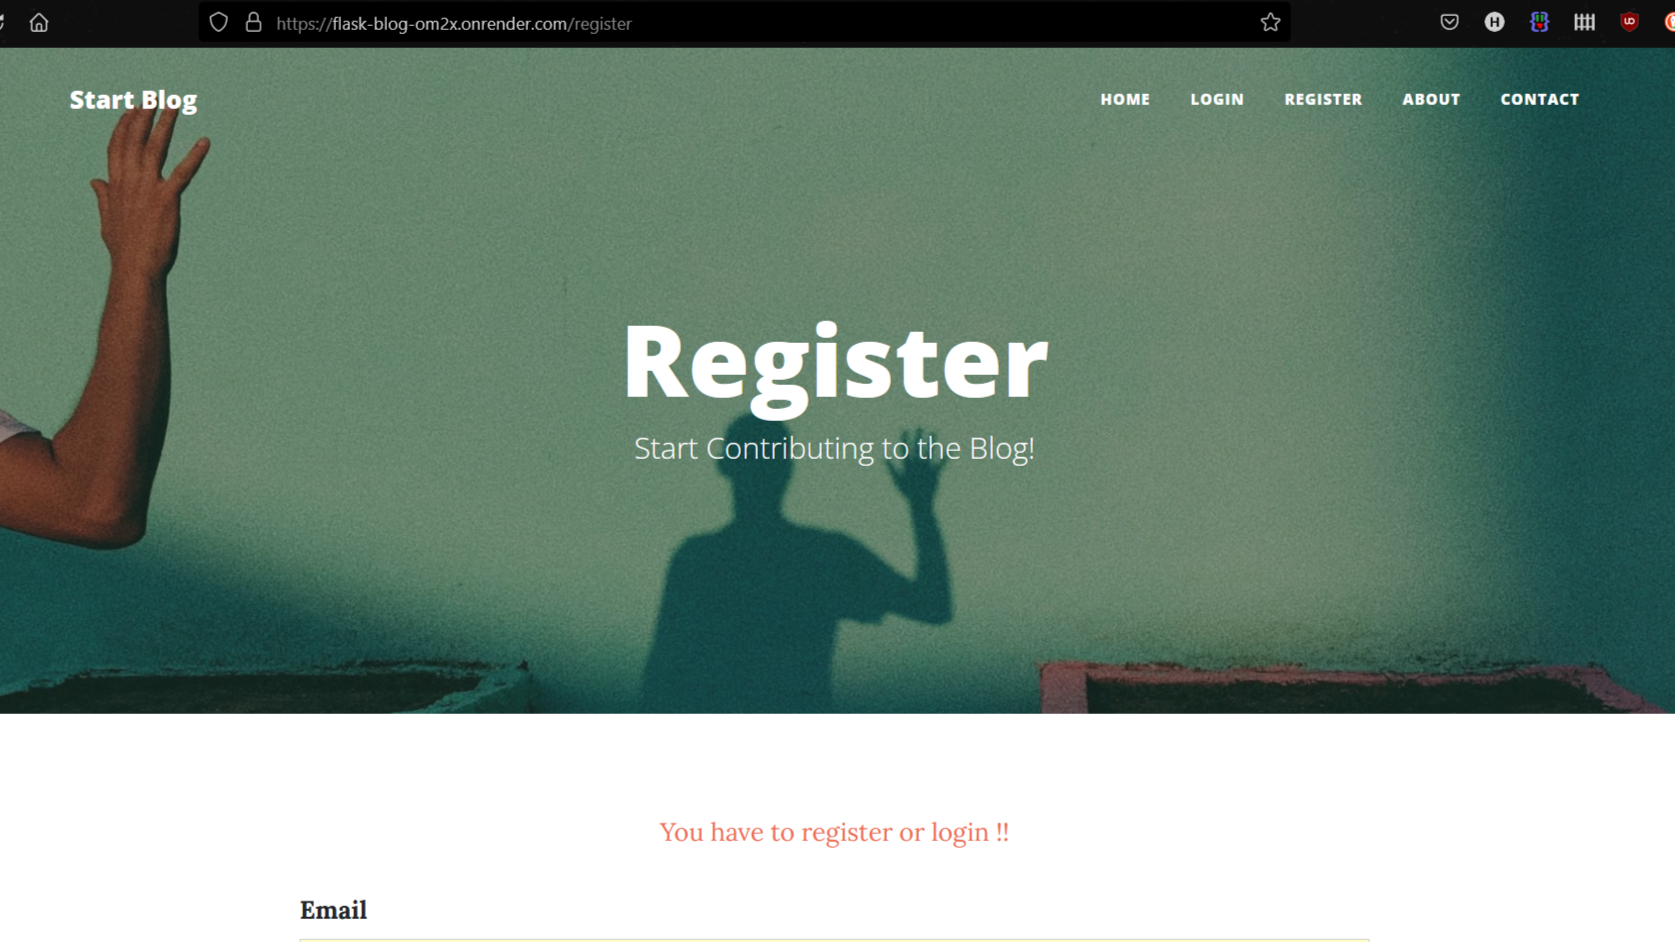 https://flask-blog-om2x.onrender.com/register
Start Blog
HOME LOGIN REGISTER ABOUT CONTACT
Register
Start Contributing to the Blog!
You have to register or login !!
Email